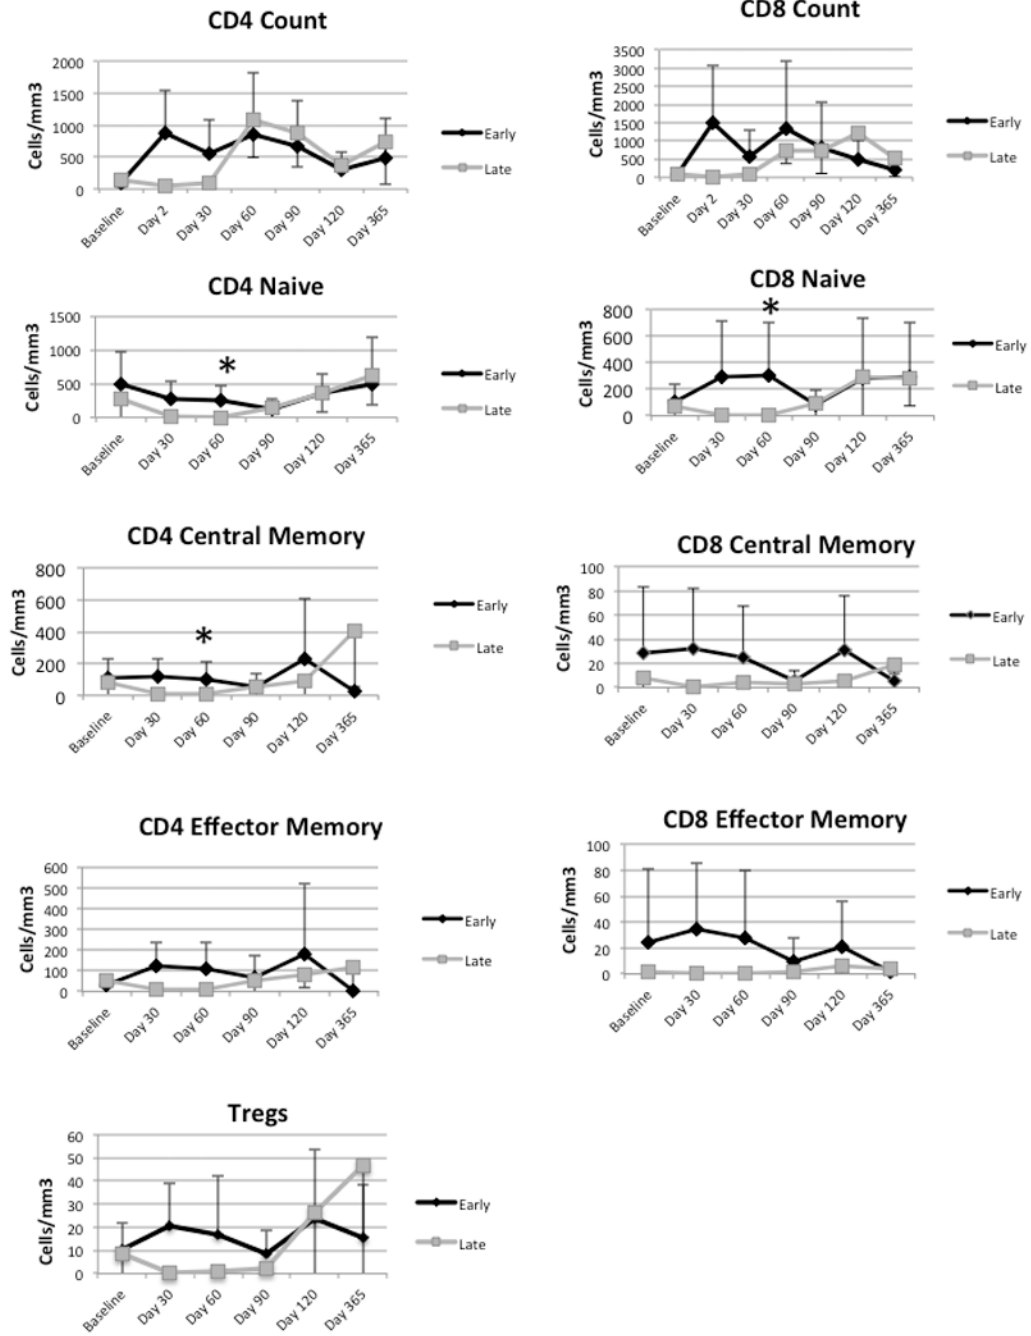 CD4 Count
Cells/mm3
2000
1500
1000
500
0
Baseline
Day 2
Day 30
Day 60
Day 90
Day 120
Day 365
Early
Late
CD8 Count
Cells/mm3
3500
3000
2500
2000
1500
1000
500
0
Baseline
Day 2
Day 30
Day 60
Day 90
Day 120
Day 365
Early
Late
CD4 Naive
Cells/mm3
1500
1000
500
0
*
Baseline
Day 30
Day 60
Day 90
Day 120
Day 365
Early
Late
CD8 Naive
Cells/mm3
800
600
400
200
0
*
Baseline
Day 30
Day 60
Day 90
Day 120
Day 365
Early
Late
CD4 Central Memory
Cells/mm3
800
600
400
200
0
*
Baseline
Day 30
Day 60
Day 90
Day 120
Day 365
Early
Late
CD8 Central Memory
Cells/mm3
100
80
60
40
20
0
Baseline
Day 30
Day 60
Day 90
Day 120
Day 365
Early
Late
CD4 Effector Memory
Cells/mm3
600
500
400
300
200
100
0
Baseline
Day 30
Day 60
Day 90
Day 120
Day 365
Early
Late
CD8 Effector Memory
Cells/mm3
100
80
60
40
20
0
Baseline
Day 30
Day 60
Day 90
Day 120
Day 365
Early
Late
Tregs
Cells/mm3
60
50
40
30
20
10
0
Baseline
Day 30
Day 60
Day 90
Day 120
Day 365
Early
Late